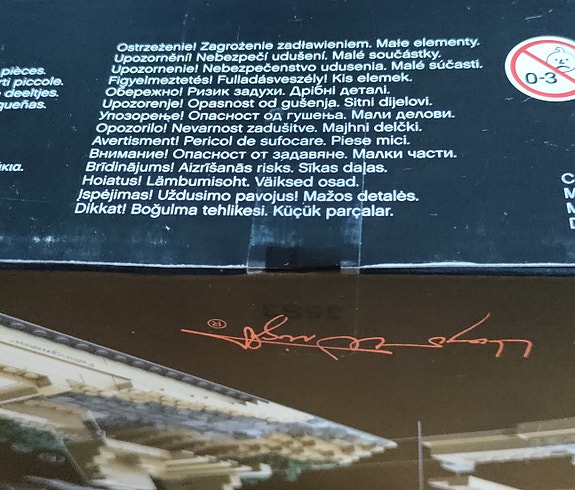 pièces.
rti piccole.
e deeltjes.
queñas.
κια.
Ostrzeżenie! Zagrożenie zadławieniem. Małe elementy.
Upozornění! Nebezpečí udušení. Malé součástky.
Upozornenie! Nebezpečenstvo udusenia. Malé súčasti.
Figyelmeztetés! Fulladásveszély! Kis elemek.
Обережно! Ризик задухи. Дрібні деталі.
Upozorenje! Opasnost od gušenja. Sitni dijelovi.
Упозорење! Опасност од гушења. Мали делови.
Opozorilo! Nevarnost zadušitve. Majhni delčki.
Avertisment! Pericol de sufocare. Piese mici.
Внимание! Опасност от задавяне. Малки части.
Brīdinājums! Aizrīšanās risks. Sīkas daļas.
Hoiatus! Lämbumisoht. Väiksed osad.
Įspėjimas! Uždusimo pavojus! Mažos detalės.
Dikkat! Boğulma tehlikesi. Küçük parçalar.
0-3
®